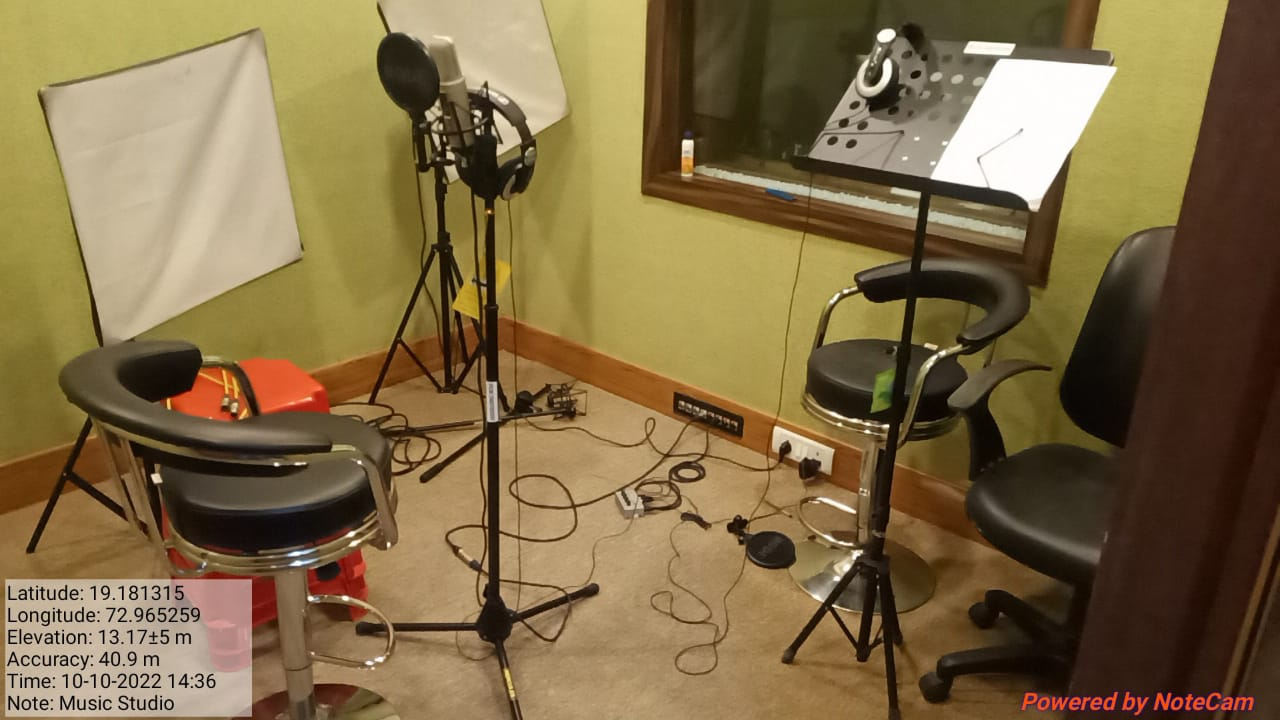 Latitude: 19.181315
Longitude: 72.965259
Elevation: 13.17±5 m
Accuracy: 40.9 m
Time: 10-10-2022 14:36
Note: Music Studio
Powered by NoteCam